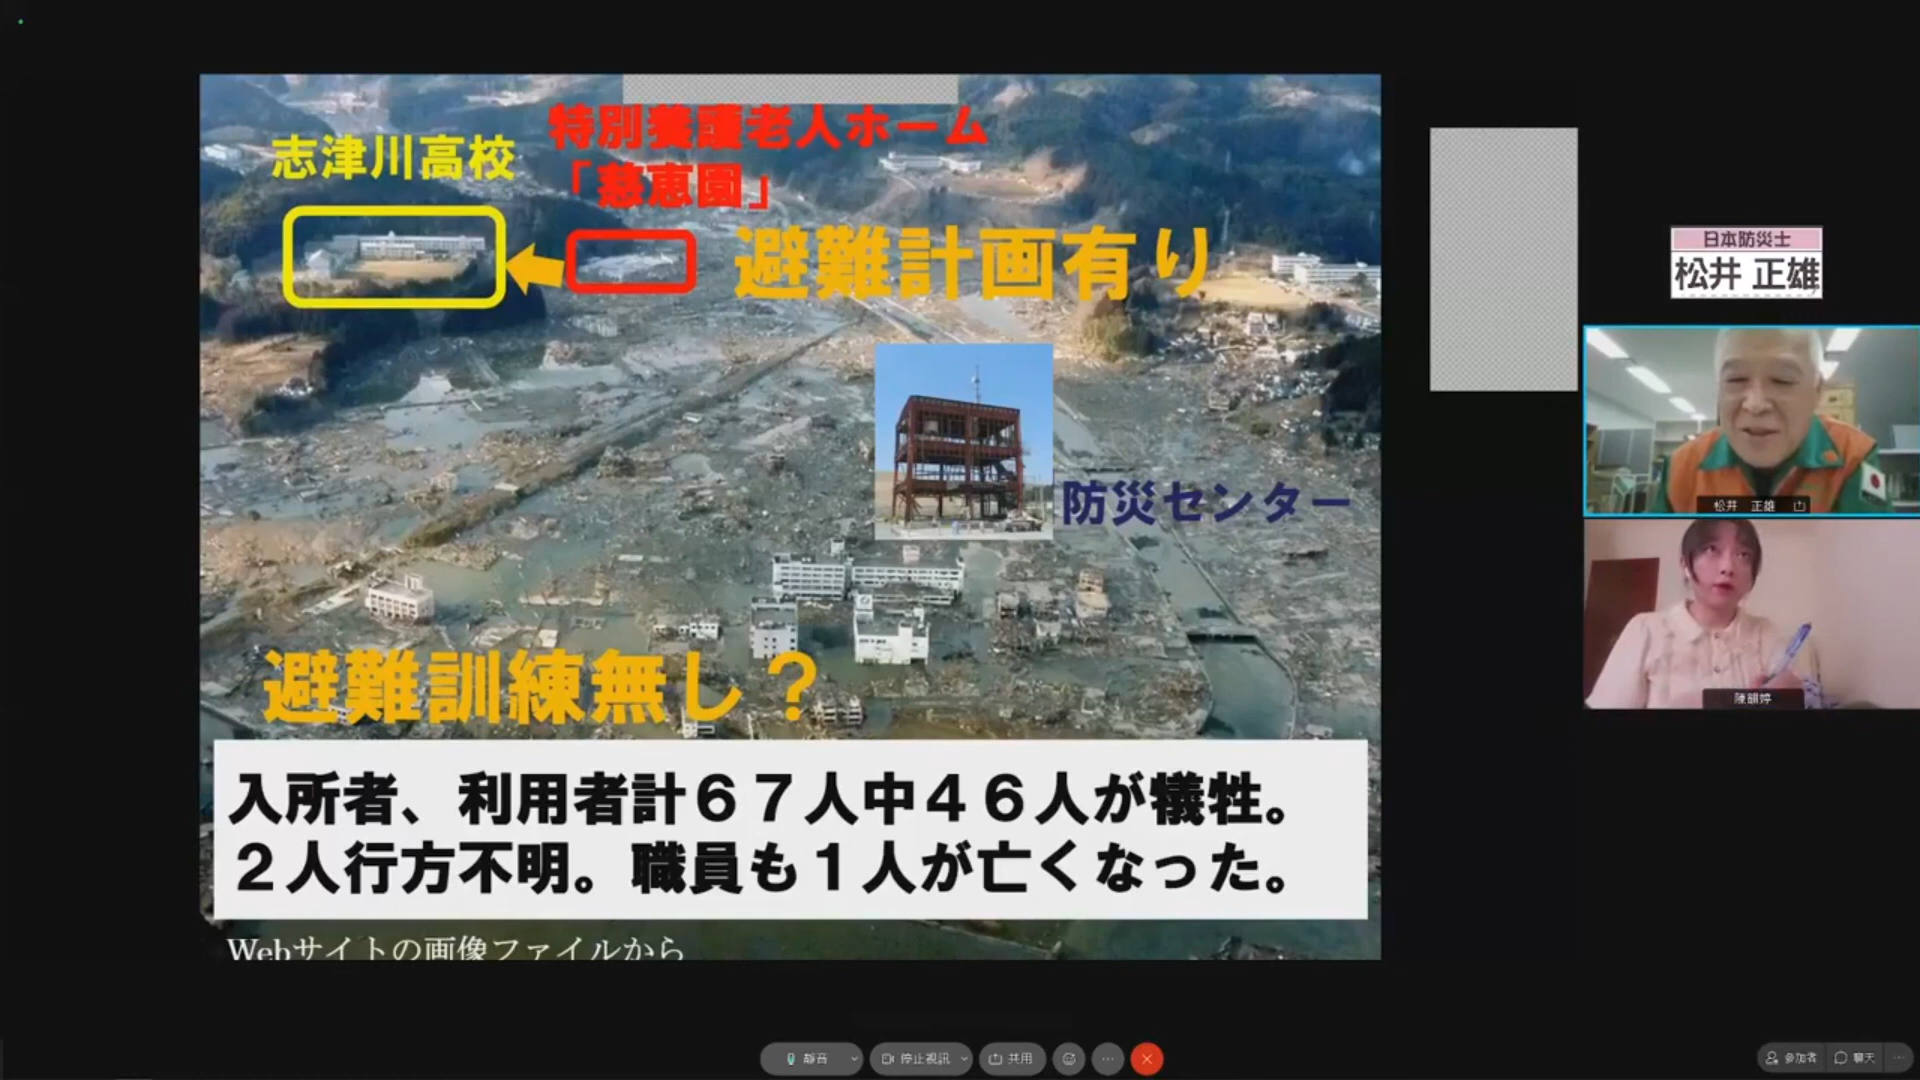 特別養護老人ホーム
「慈恵園」
志津川高校
避難計画有り
防災センター
避難訓練無し？
入所者、利用者計６７人中４６人が犠牲。
２人行方不明。職員も１人が亡くなった。
Webサイトの画像ファイルから
日本防災士
松井 正雄
松井 正雄
陳韻婷
靜音
停止視訊
共用
參加者
聊天